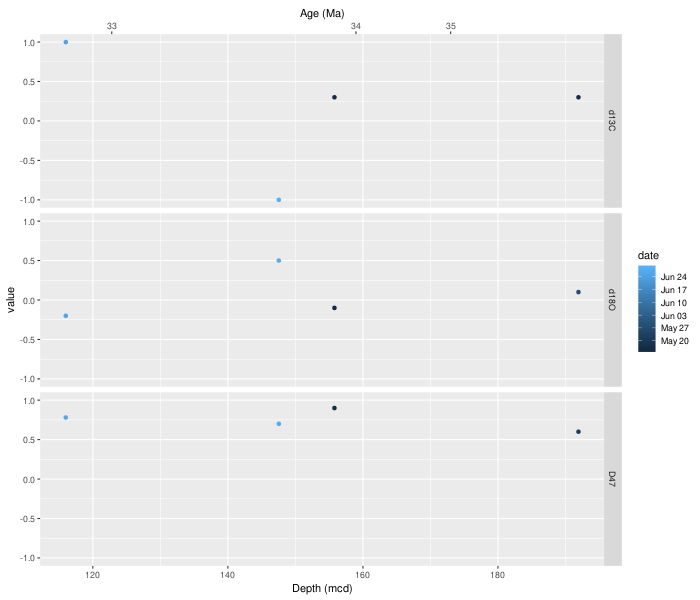 Age (Ma)
33 34 35
1.0
0.5
0.0
-0.5
-1.0
d13C
1.0
0.5
0.0
-0.5
-1.0
d18O
1.0
0.5
0.0
-0.5
-1.0
D47
value
120 140 160 180
Depth (mcd)
date
Jun 24
Jun 17
Jun 10
Jun 03
May 27
May 20